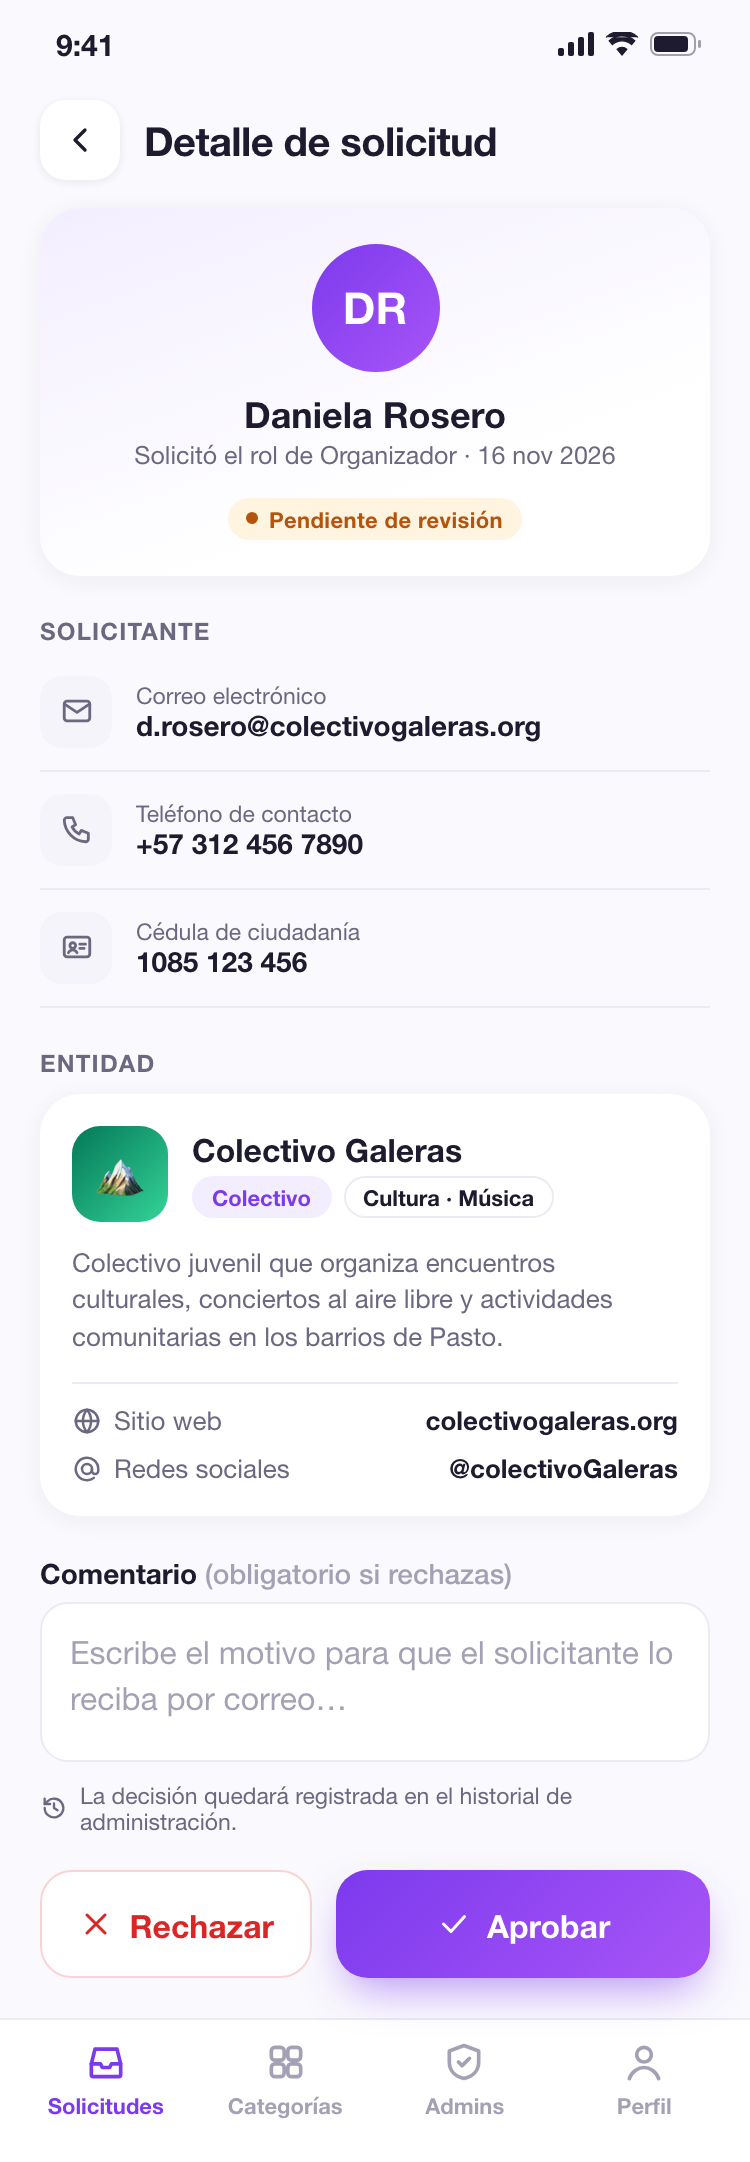 9:41
Detalle de solicitud
DR
Daniela Rosero
Solicitó el rol de Organizador · 16 nov 2026
Pendiente de revisión
SOLICITANTE
Correo electrónico
d.rosero@colectivogaleras.org
Teléfono de contacto
+57 312 456 7890
Cédula de ciudadanía
1085 123 456
ENTIDAD
Colectivo Galeras
Colectivo
Cultura · Música
Colectivo juvenil que organiza encuentros
culturales, conciertos al aire libre y actividades
comunitarias en los barrios de Pasto.
Sitio web colectivogaleras.org
Redes sociales @colectivoGaleras
Comentario (obligatorio si rechazas)
Escribe el motivo para que el solicitante lo
reciba por correo...
La decisión quedará registrada en el historial de
administración.
Rechazar
Aprobar
Solicitudes
Categorías
Admins
Perfil